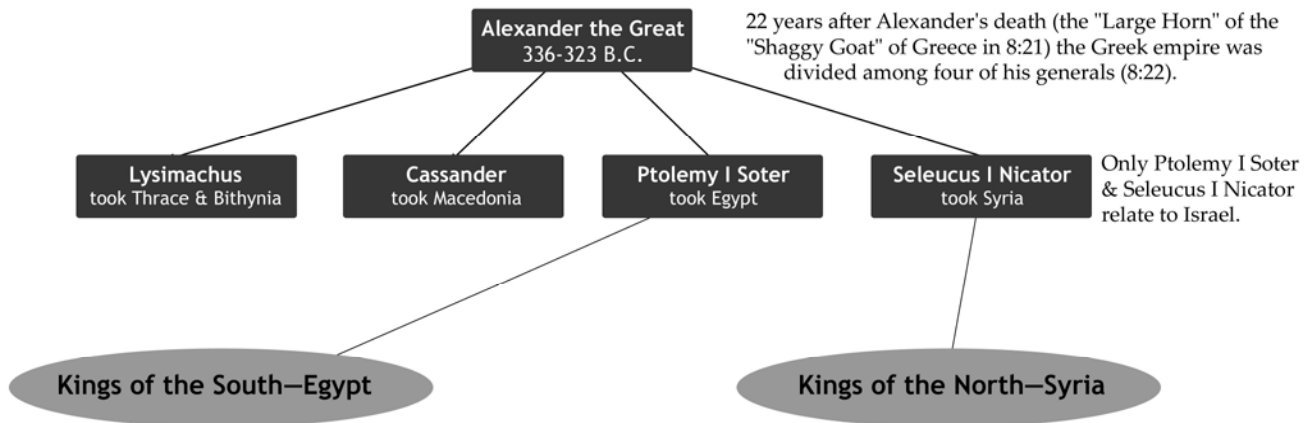 Alexander the Great
336-323 B.C.
22 years after Alexander's death (the "Large Horn" of the
"Shaggy Goat" of Greece in 8:21) the Greek empire was
divided among four of his generals (8:22).
Lysimachus
took Thrace & Bithynia
Cassander
took Macedonia
Ptolemy I Soter
took Egypt
Seleucus I Nicator
took Syria
Only Ptolemy I Soter
& Seleucus I Nicator
relate to Israel.
Kings of the South—Egypt
Kings of the North—Syria